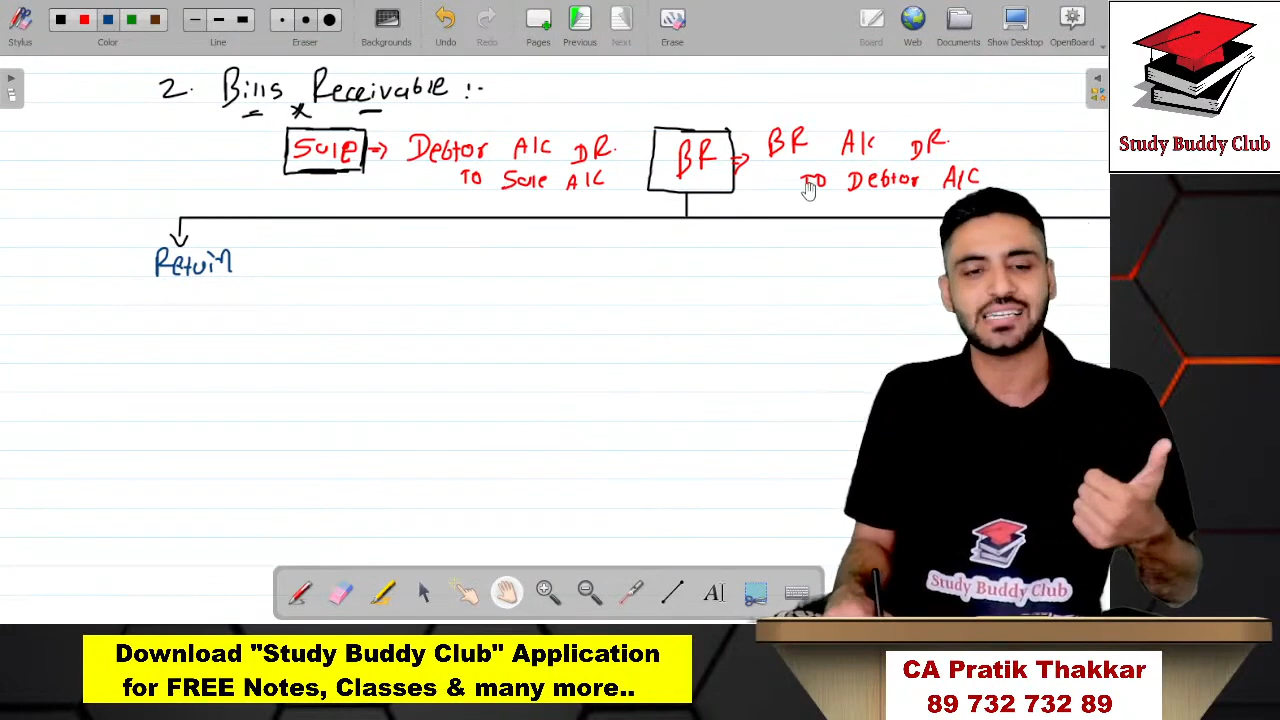 Stylus
Color
Line
Eraser
Backgrounds
Undo
Redo
Pages
Previous
Next
Erase
Board
Web
Documents
Show Desktop
OpenBoard
Study Buddy Club
2. Bills Receivable :-
Sale ⇒ Debtor A/C DR.
To Sale A/C
BR ⇒ BR A/C DR.
To Debtor A/C
Retain
Study Buddy Club
Download "Study Buddy Club" Application
for FREE Notes, Classes & many more..
CA Pratik Thakkar
89 732 732 89